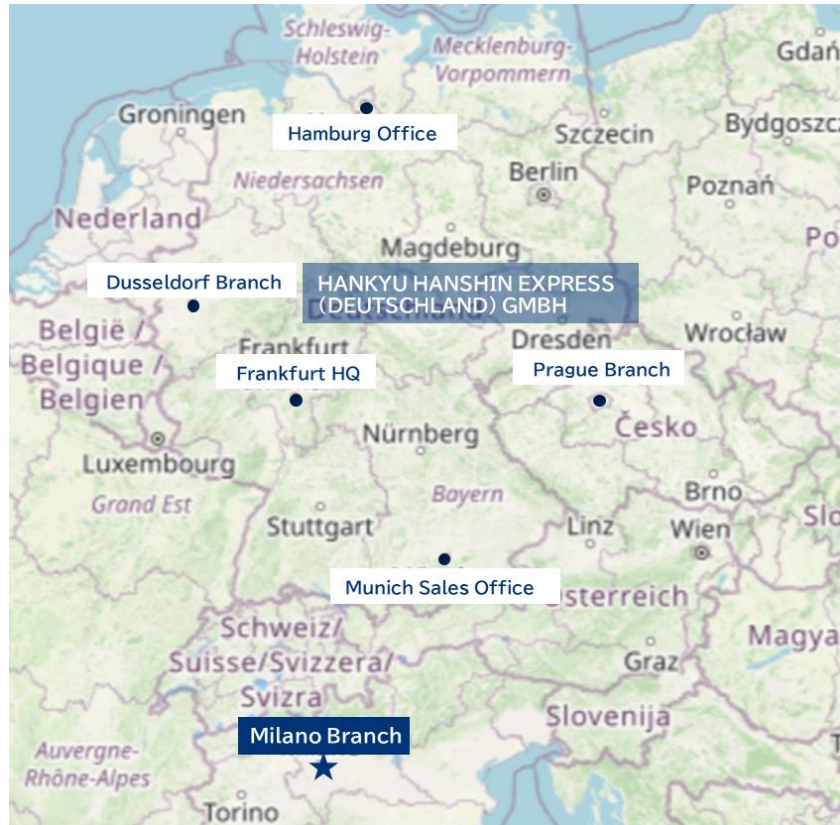 Schleswig-
Holstein
Mecklenburg-
Vorpommern
Gdań
Groningen
Hamburg Office
Szczecin
Bydgoszcz
Berlin
Niedersachsen
Poznań
Nederland
Magdeburg
Po
Dusseldorf Branch
HANKYU HANSHIN EXPRESS
(DEUTSCHLAND) GMBH
België /
Belgique /
Belgien
Frankfurt
Dresden
Wrocław
Frankfurt HQ
Prague Branch
Nürnberg
Česko
Luxembourg
Grand Est
Bayern
Brno
Stuttgart
Linz
Wien
Slo
Munich Sales Office
Österreich
Schweiz/
Suisse/Svizzera/
Svizra
Graz
Magya
Milano Branch
Slovenija
Auvergne-
Rhône-Alpes
Torino